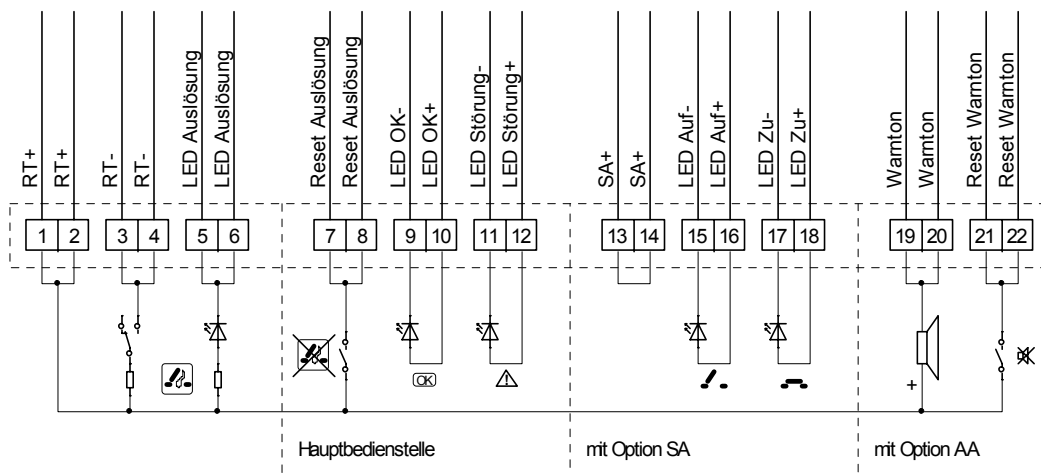 RT+
RT+
RT-
RT-
LED Auslösung
LED Auslösung
Reset Auslösung
Reset Auslösung
LED OK-
LED OK+
LED Störung-
LED Störung+
SA+
SA+
LED Auf-
LED Auf+
LED Zu-
LED Zu+
Warnton
Warnton
Reset Warnton
Reset Warnton
1 2 3 4 5 6 7 8 9 10 11 12 13 14 15 16 17 18 19 20 21 22
OK
+
Hauptbedienstelle
mit Option SA
mit Option AA